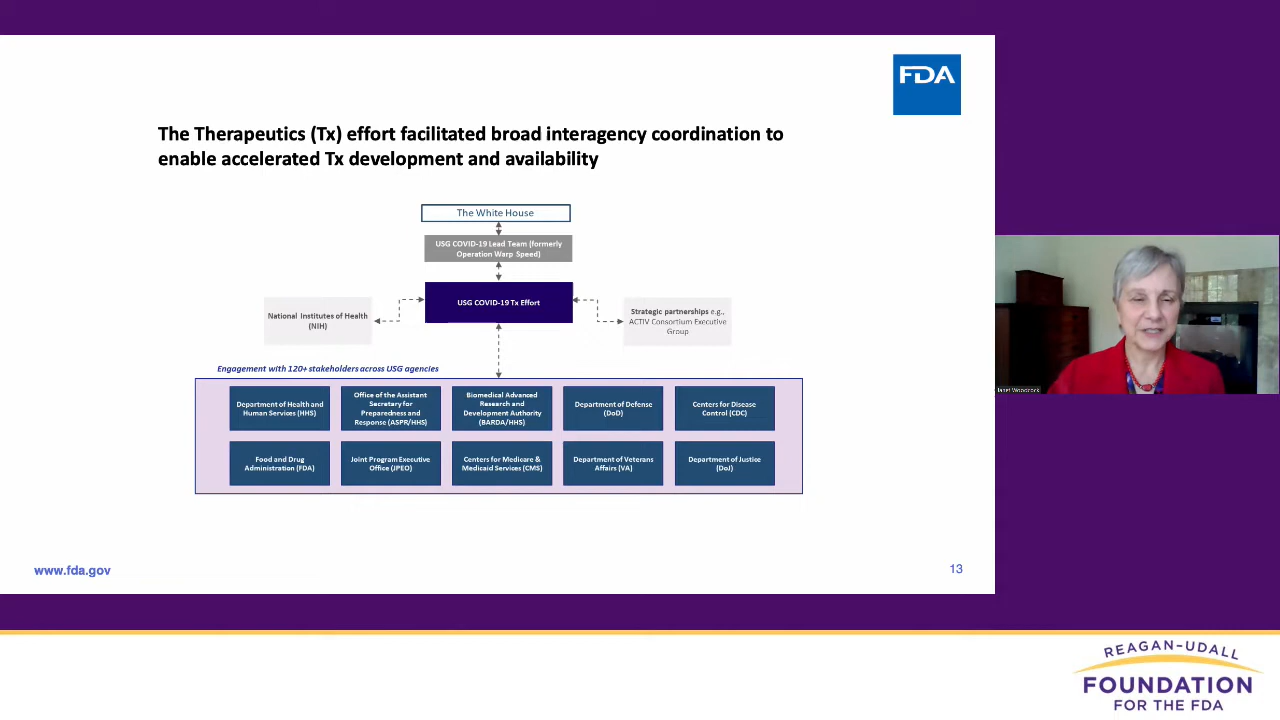 FDA
The Therapeutics (Tx) effort facilitated broad interagency coordination to
enable accelerated Tx development and availability
The White House
USG COVID-19 Lead Team (formerly
Operation Warp Speed)
USG COVID-19 Tx Effort
National Institutes of Health
(NIH)
Strategic partnerships e.g.,
ACTIV Consortium Executive
Group
Engagement with 120+ stakeholders across USG agencies
Department of Health and
Human Services (HHS)
Office of the Assistant
Secretary for
Preparedness and
Response (ASPR/HHS)
Biomedical Advanced
Research and
Development Authority
(BARDA/HHS)
Department of Defense
(DoD)
Centers for Disease
Control (CDC)
Food and Drug
Administration (FDA)
Joint Program Executive
Office (JPEO)
Centers for Medicare &
Medicaid Services (CMS)
Department of Veterans
Affairs (VA)
Department of Justice
(DoJ)
www.fda.gov
13
Janet Woodcock
REAGAN-UDALL
FOUNDATION
FOR THE FDA